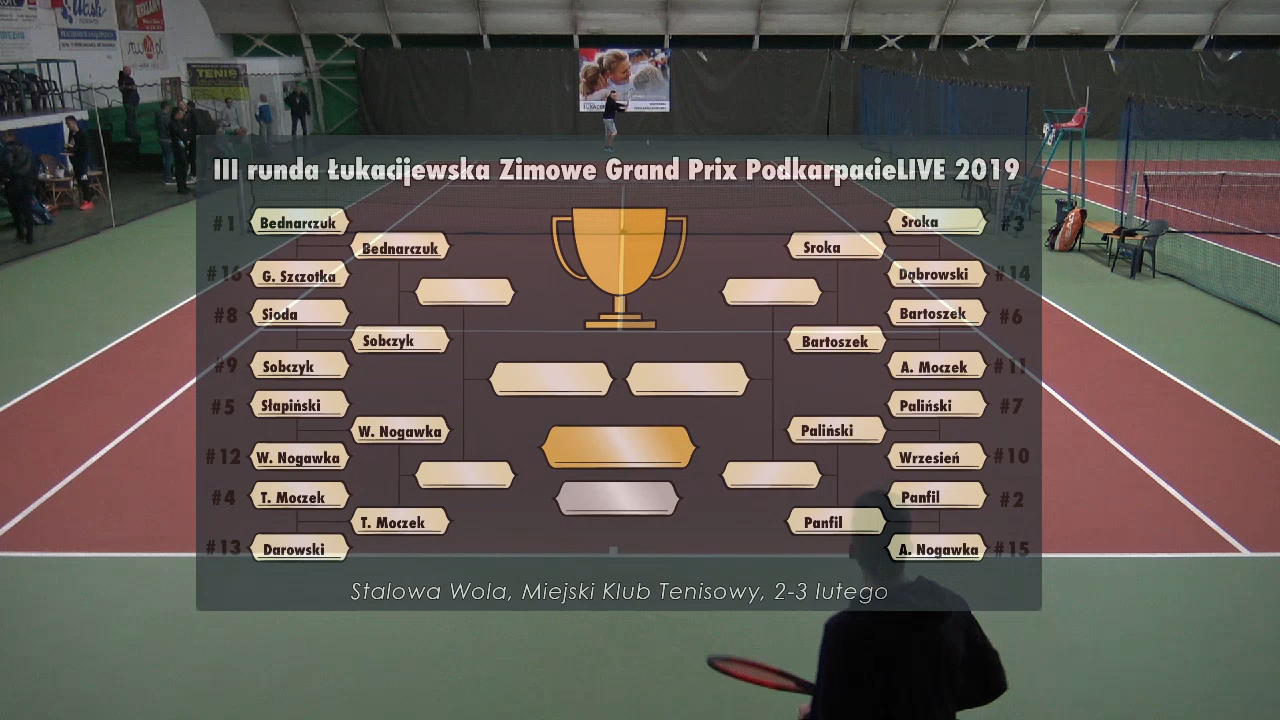 III runda Łukacijewska Zimowe Grand Prix PodkarpacieLIVE 2019
#1 Bednarczuk
Bednarczuk
#16 G. Szczotka
#8 Sioda
Sobczyk
#9 Sobczyk
#5 Słapiński
W. Nogawka
#12 W. Nogawka
#4 T. Moczek
T. Moczek
#13 Darowski
Sroka #3
Sroka
Dąbrowski #14
Bartoszek #6
Bartoszek
A. Moczek #11
Paliński #7
Paliński
Wrzesień #10
Panfil #2
Panfil
A. Nogawka #15
Stalowa Wola, Miejski Klub Tenisowy, 2-3 lutego
TENIS